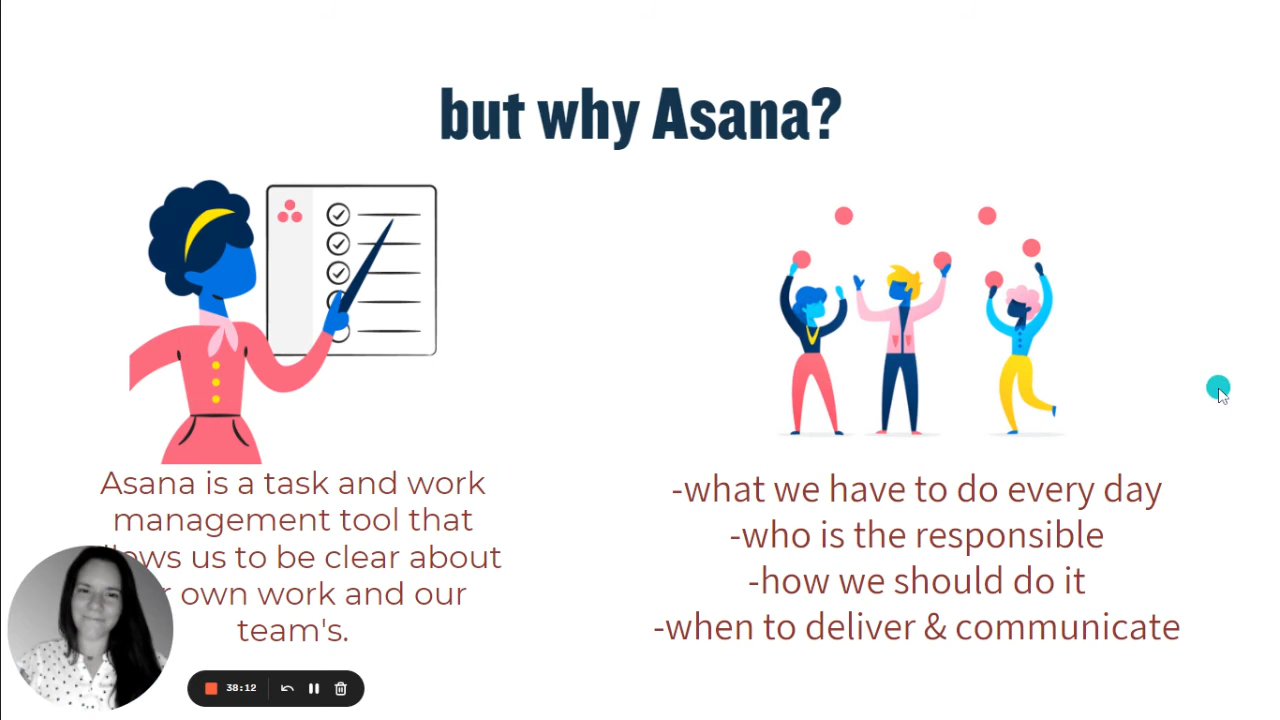 but why Asana?
Asana is a task and work
management tool that
us to be clear about
own work and our
team's.
-what we have to do every day
-who is the responsible
-how we should do it
-when to deliver & communicate
38:12